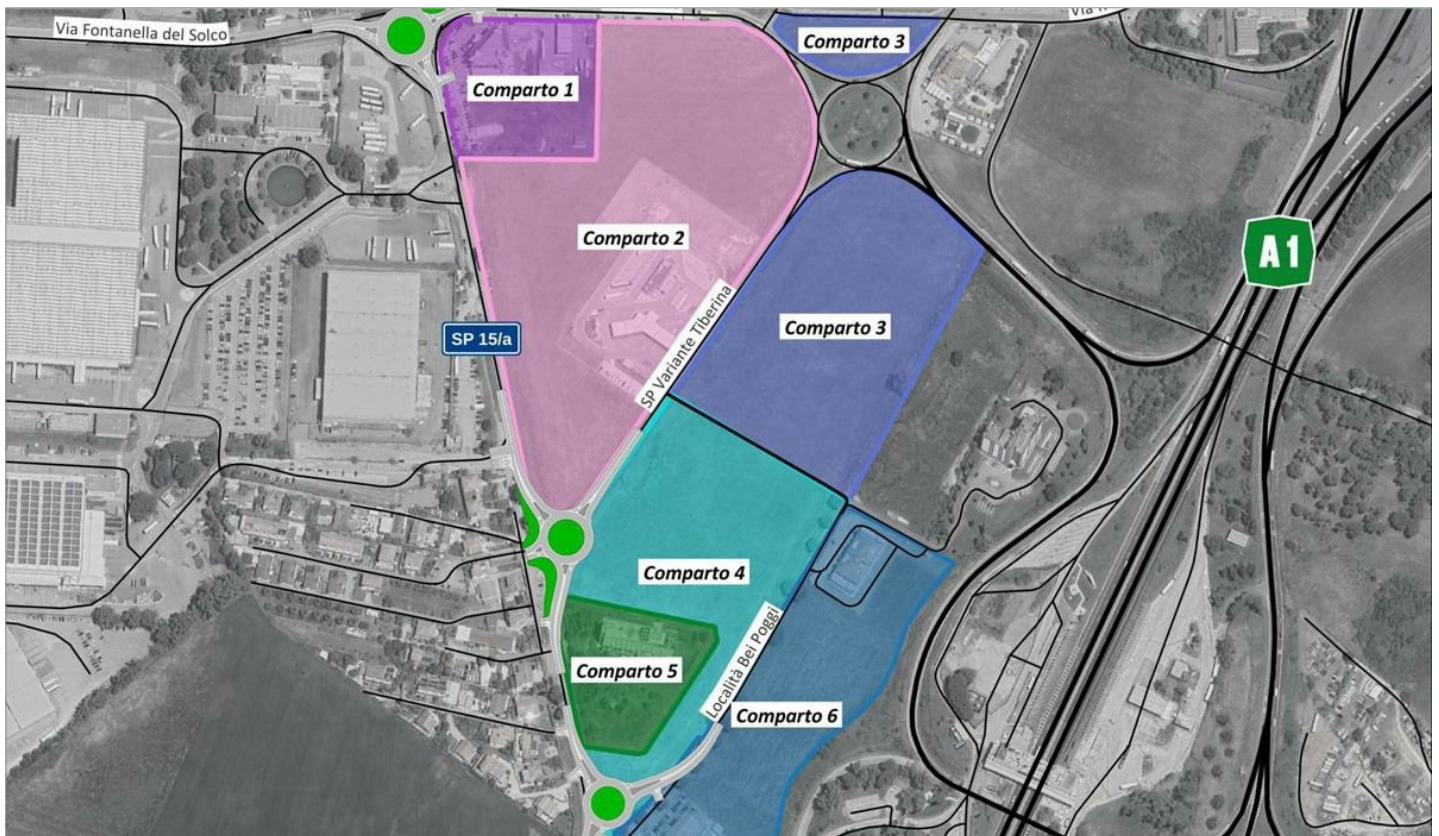 Via Fontanella del Solco
Comparto 3
Comparto 1
Comparto 2
A1
SP 15/a
SP Variante Tiberina
Comparto 3
Comparto 4
Comparto 5
Località Bei Poggi
Comparto 6